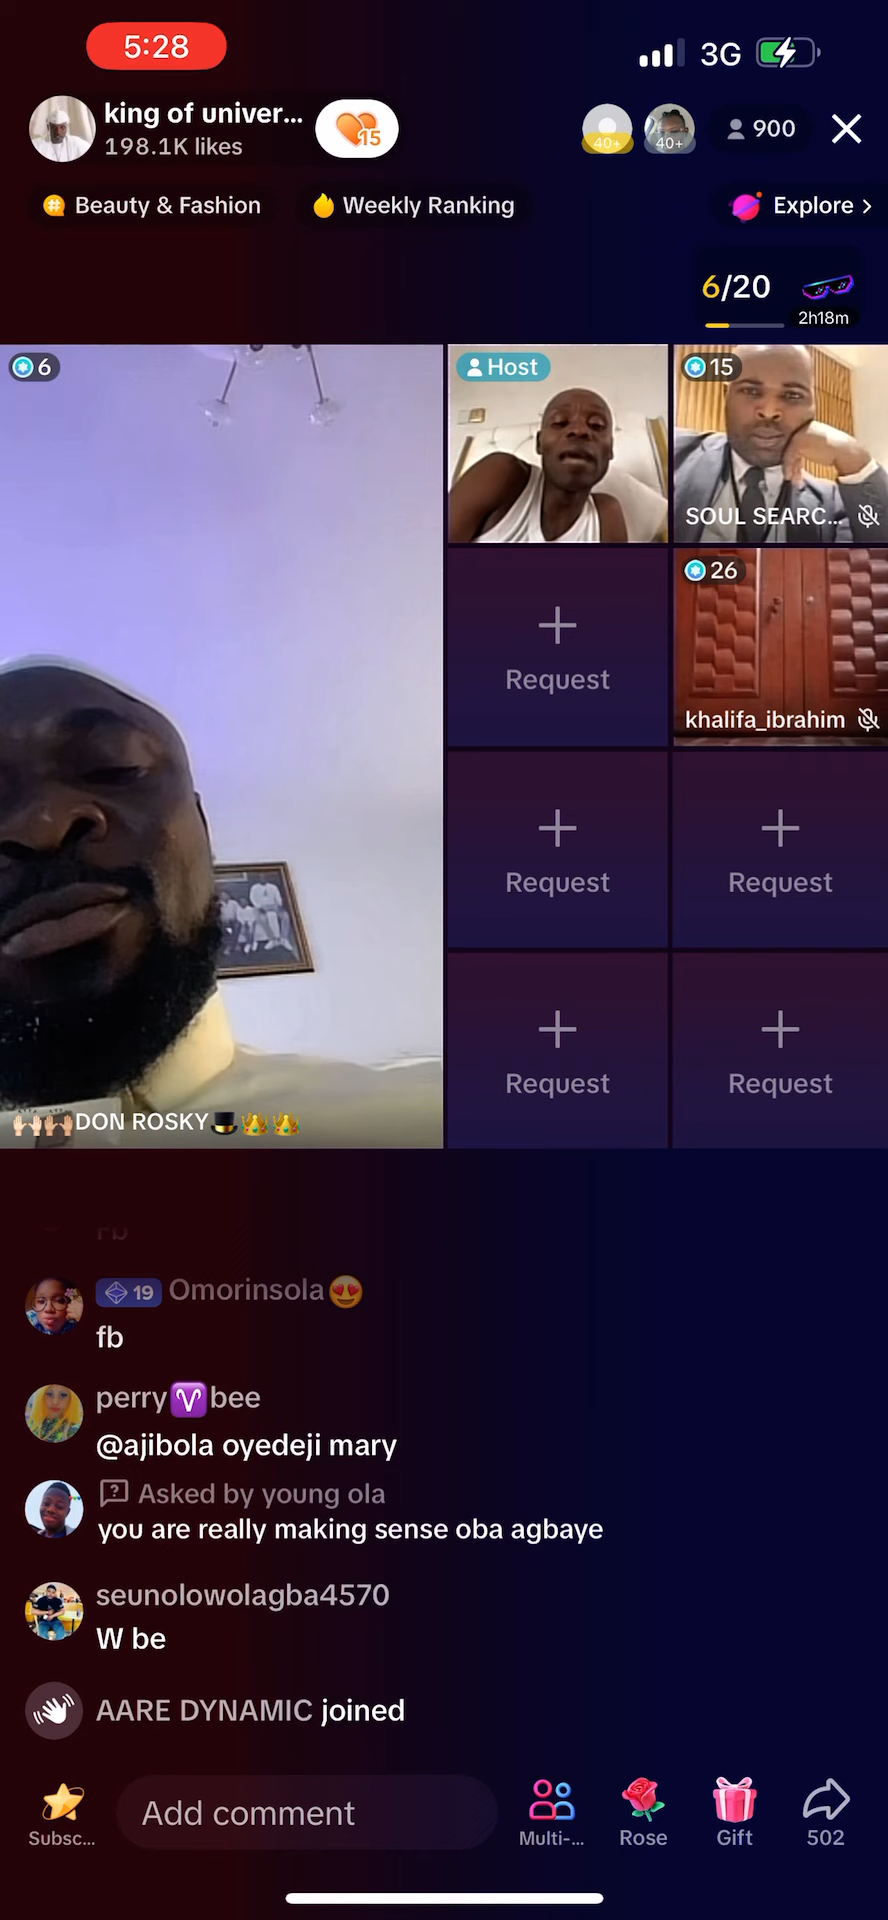 5:28
3G
king of univer...
198.1K likes
15
40+
40+
900
Beauty & Fashion
Weekly Ranking
Explore >
6/20
2h18m
6
Host
15
SOUL SEARC...
Request
26
khalifa_ibrahim
Request
Request
Request
Request
🙌🏻🙌🏽DON ROSKY🎩👑👑
19 Omorinsola😍
fb
perry♈bee
@ajibola oyedeji mary
Asked by young ola
you are really making sense oba agbaye
seunolowolagba4570
W be
AARE DYNAMIC joined
Add comment
Subsc...
Multi-...
Rose
Gift
502